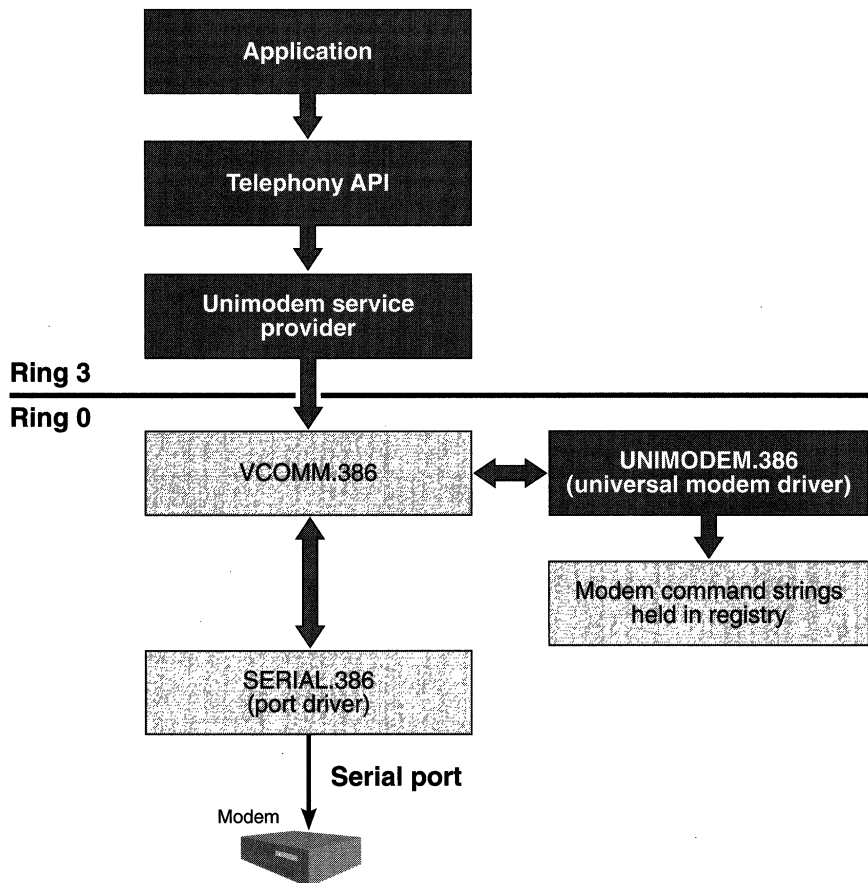 Application
Telephony API
Unimodem service
provider
Ring 3
Ring 0
VCOMM.386
UNIMODEM.386
(universal modem driver)
Modem command strings
held in registry
SERIAL.386
(port driver)
Serial port
Modem